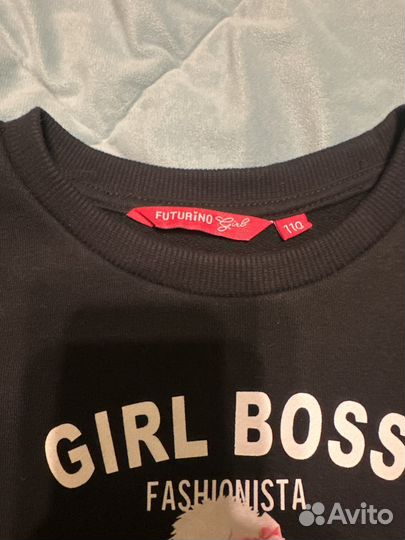 FUTURINO Girl
110
GIRL BOSS
FASHIONISTA
Avito